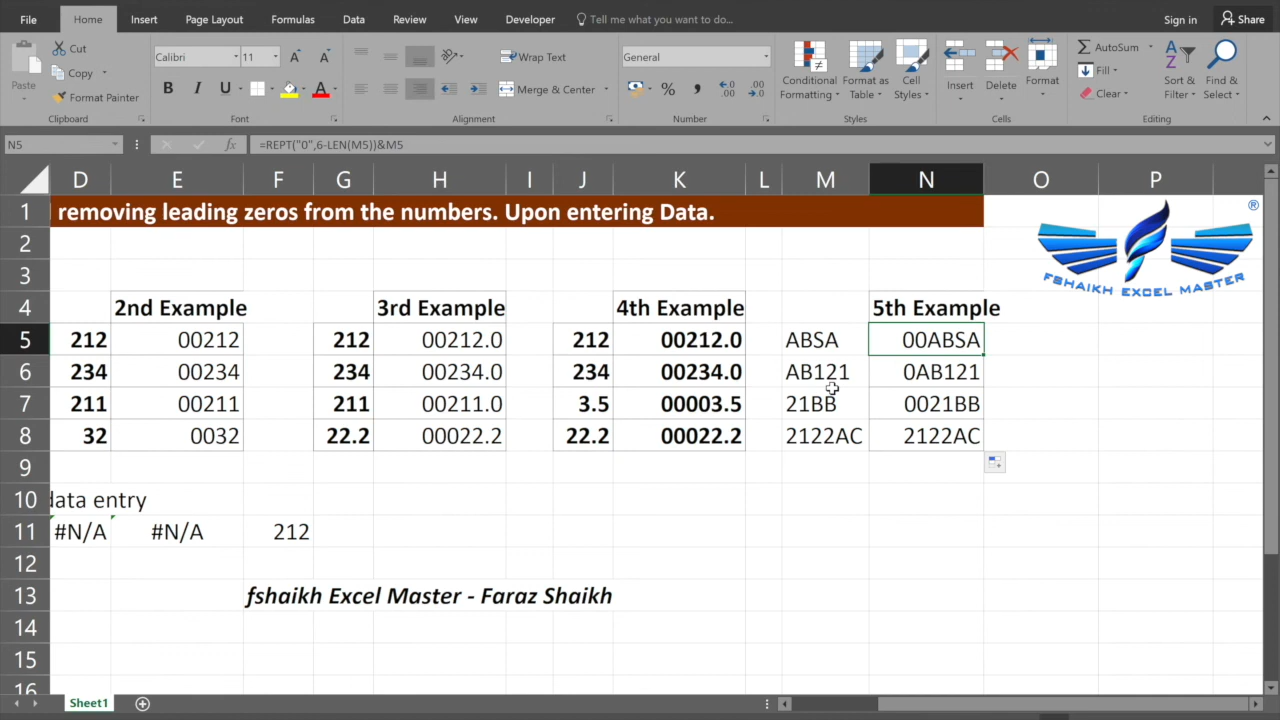 File Home Insert Page Layout Formulas Data Review View Developer Tell me what you want to do... Sign in Share
Paste Cut Copy Format Painter Clipboard
Calibri 11 A A B I U A Font
Wrap Text Merge & Center Alignment
General % , .0 .00 .00 .0 Number
Conditional Formatting Format as Table Cell Styles Styles
Insert Delete Format Cells
AutoSum Fill Clear Sort & Filter Find & Select Editing
N5 fx =REPT("0",6-LEN(M5))&M5
D E F G H I J K L M N O P
1 removing leading zeros from the numbers. Upon entering Data.
®
FSHAIKH EXCEL MASTER
2
3
4 2nd Example 3rd Example 4th Example 5th Example
5 212 00212 212 00212.0 212 00212.0 ABSA 00ABSA
6 234 00234 234 00234.0 234 00234.0 AB121 0AB121
7 211 00211 211 00211.0 3.5 00003.5 21BB 0021BB
8 32 0032 22.2 00022.2 22.2 00022.2 2122AC 2122AC
9
10 data entry
11 #N/A #N/A 212
12
13 fshaikh Excel Master - Faraz Shaikh
14
15
16
Sheet1